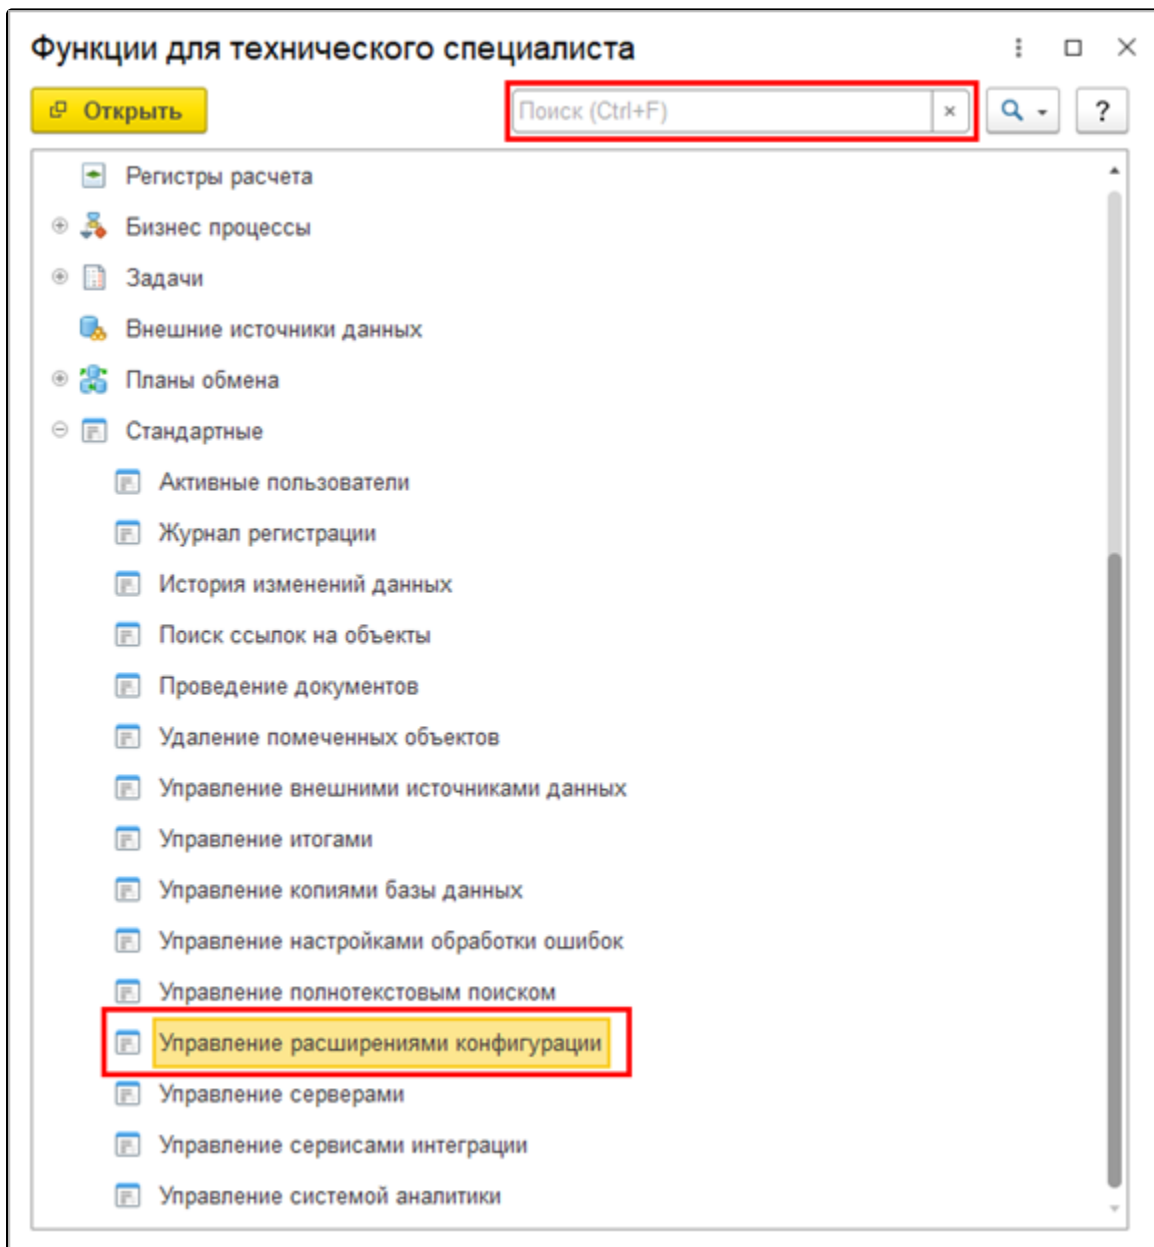 Функции для технического специалиста
Открыть
Поиск (Ctrl+F)
×
?
Регистры расчета
Бизнес процессы
Задачи
Внешние источники данных
Планы обмена
Стандартные
Активные пользователи
Журнал регистрации
История изменений данных
Поиск ссылок на объекты
Проведение документов
Удаление помеченных объектов
Управление внешними источниками данных
Управление итогами
Управление копиями базы данных
Управление настройками обработки ошибок
Управление полнотекстовым поиском
Управление расширениями конфигурации
Управление серверами
Управление сервисами интеграции
Управление системой аналитики